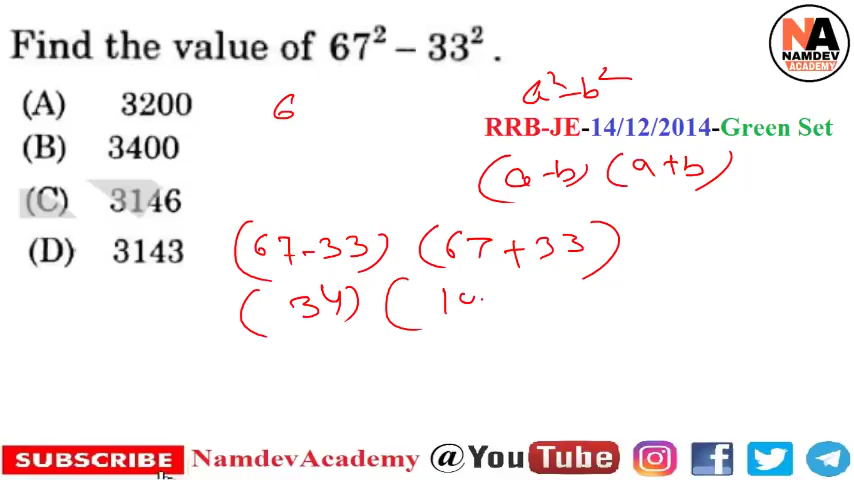 Find the value of 67² – 33² .
NA
NAMDEV
ACADEMY
(A) 3200
6
a² – b²
RRB-JE-14/12/2014-Green Set
(B) 3400
(a – b) (a + b)
(C) 3146
(D) 3143
(67 - 33) (67 + 33)
(34) (10
SUBSCRIBE NamdevAcademy @YouTube